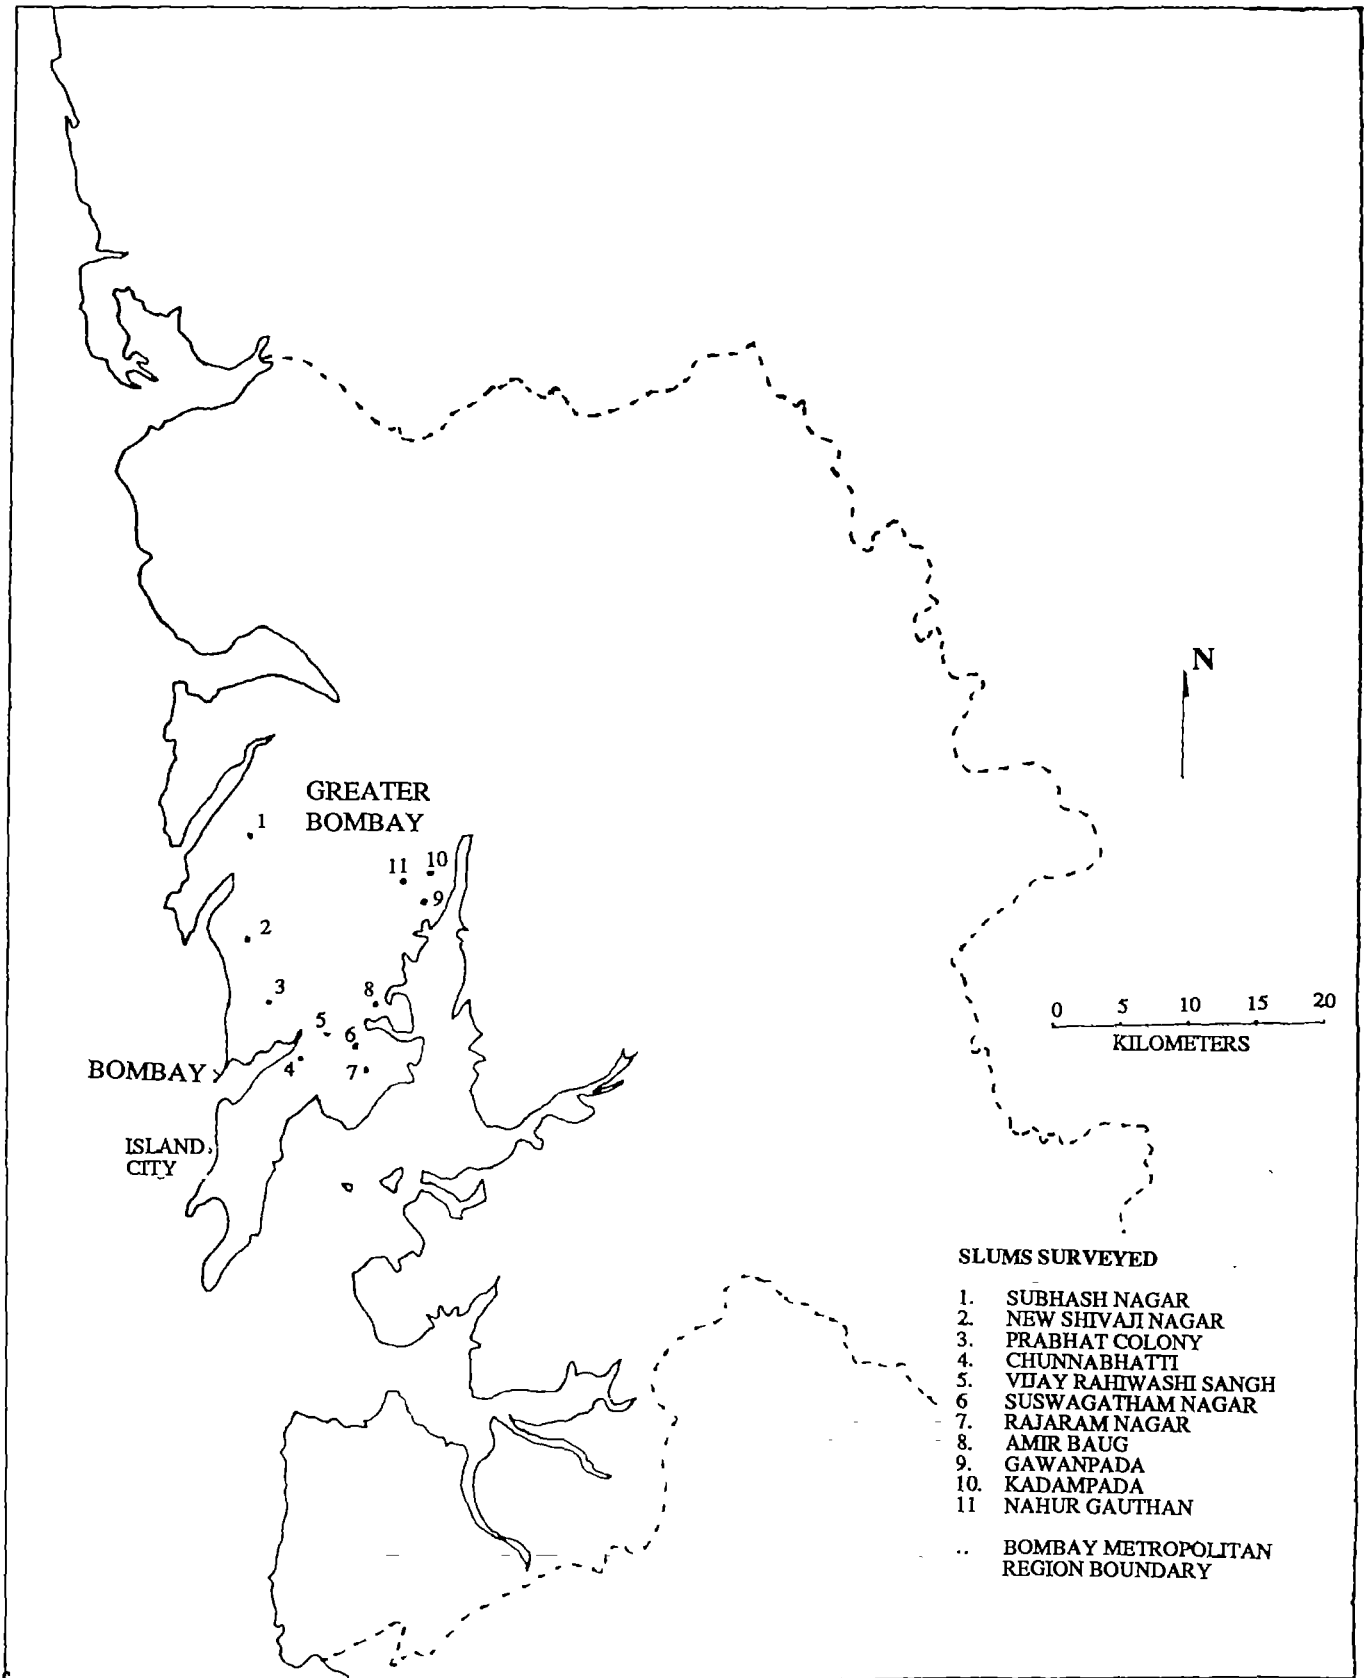 N
GREATER
BOMBAY
1
11
10
9
2
3
8
5
6
4
7
BOMBAY
ISLAND
CITY
0 5 10 15 20
KILOMETERS
SLUMS SURVEYED
1. SUBHASH NAGAR
2. NEW SHIVAJI NAGAR
3. PRABHAT COLONY
4. CHUNNABHATTI
5. VIJAY RAHIWASHI SANGH
6 SUSWAGATHAM NAGAR
7. RAJARAM NAGAR
8. AMIR BAUG
9. GAWANPADA
10. KADAMPADA
11 NAHUR GAUTHAN
.. BOMBAY METROPOLITAN
REGION BOUNDARY